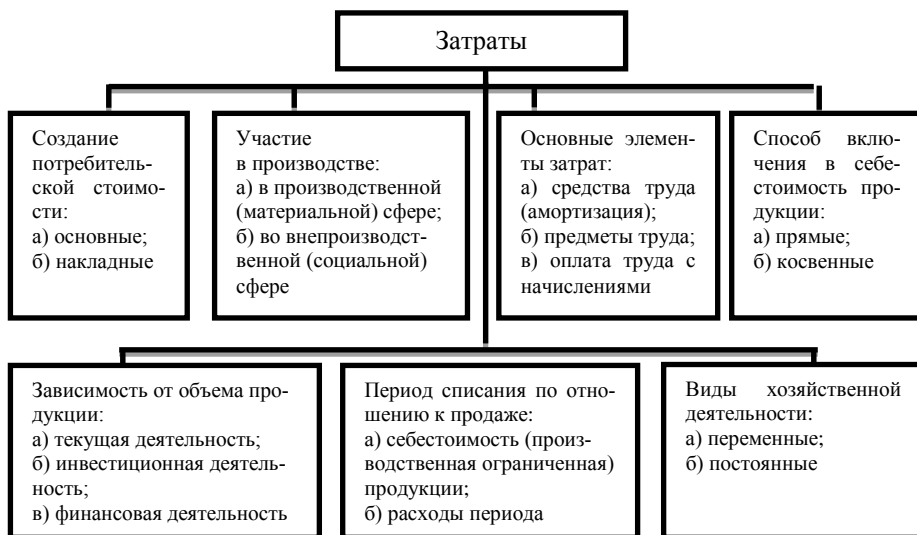 Затраты
Создание
потребитель-
ской стоимо-
сти:
а) основные;
б) накладные
Участие
в производстве:
а) в производственной
(материальной) сфере;
б) во внепроизводст-
венной (социальной)
сфере
Основные элемен-
ты затрат:
а) средства труда
(амортизация);
б) предметы труда;
в) оплата труда с
начислениями
Способ вклю-
чения в себе-
стоимость про-
дукции:
а) прямые;
б) косвенные
Зависимость от объема про-
дукции:
а) текущая деятельность;
б) инвестиционная деятель-
ность;
в) финансовая деятельность
Период списания по отно-
шению к продаже:
а) себестоимость (произ-
водственная ограниченная)
продукции;
б) расходы периода
Виды хозяйственной
деятельности:
а) переменные;
б) постоянные